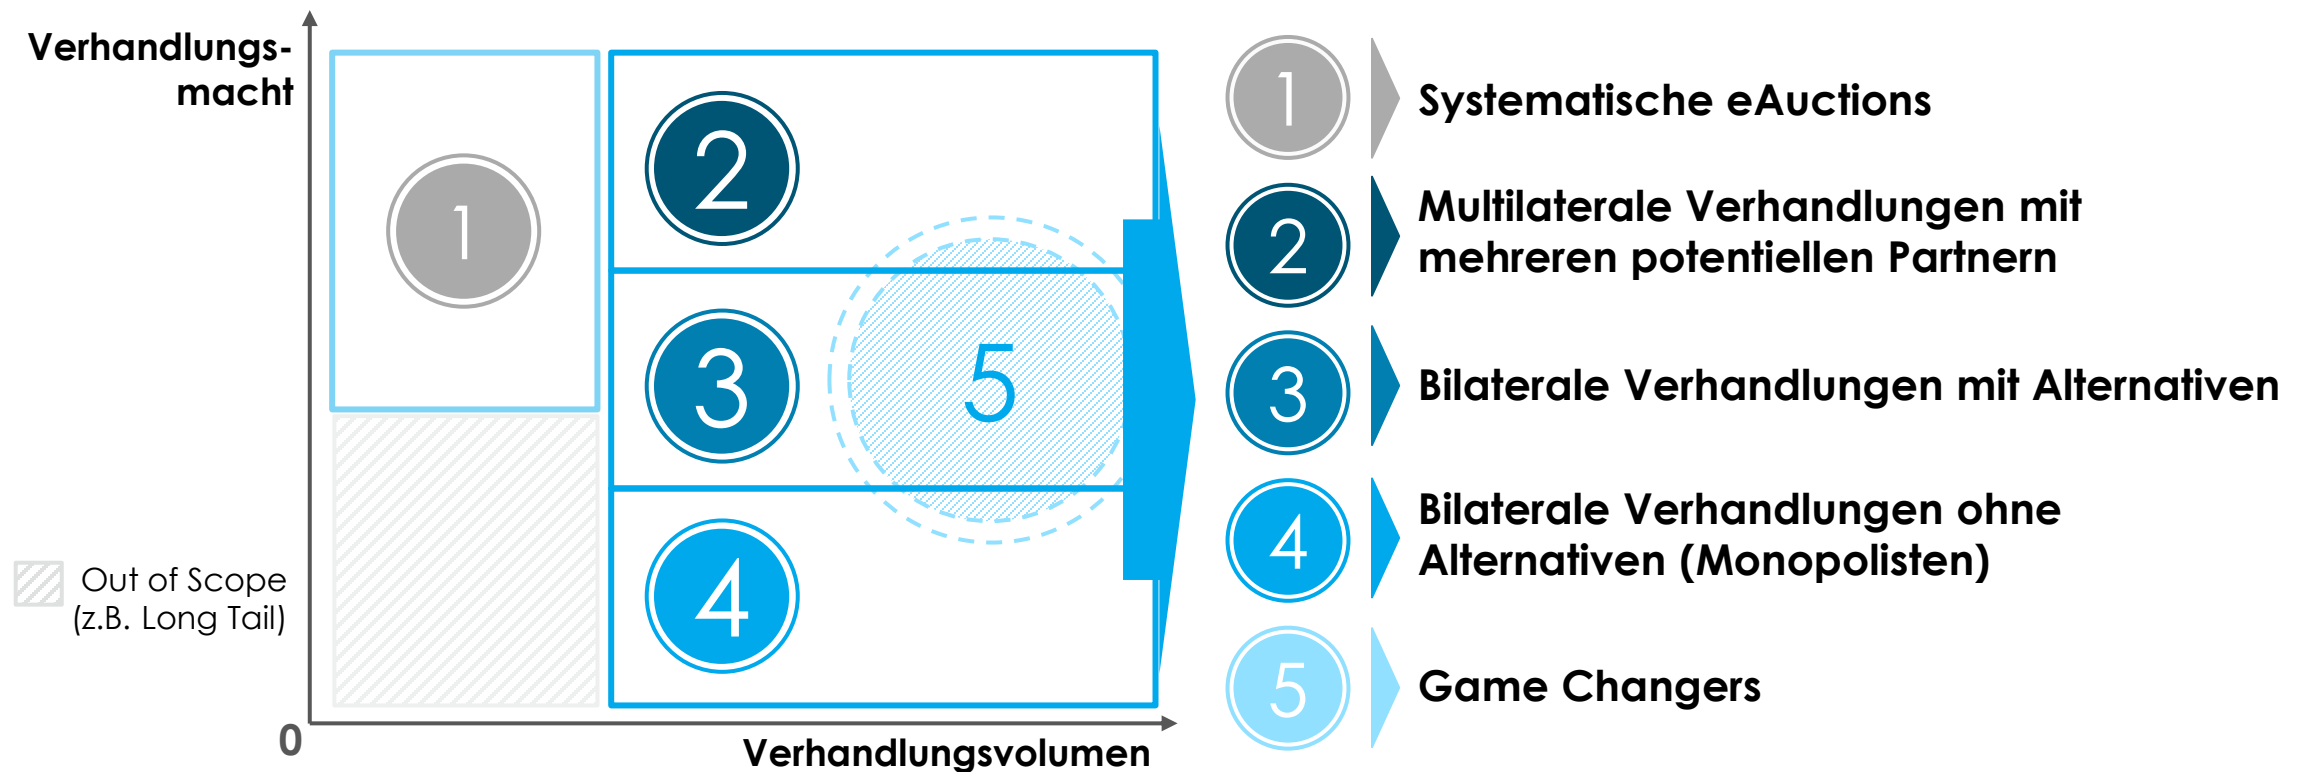 Verhandlungs-
macht
1
2
3
4
5
Out of Scope
(z.B. Long Tail)
0
Verhandlungsvolumen
1
Systematische eAuctions
2
Multilaterale Verhandlungen mit
mehreren potentiellen Partnern
3
Bilaterale Verhandlungen mit Alternativen
4
Bilaterale Verhandlungen ohne
Alternativen (Monopolisten)
5
Game Changers